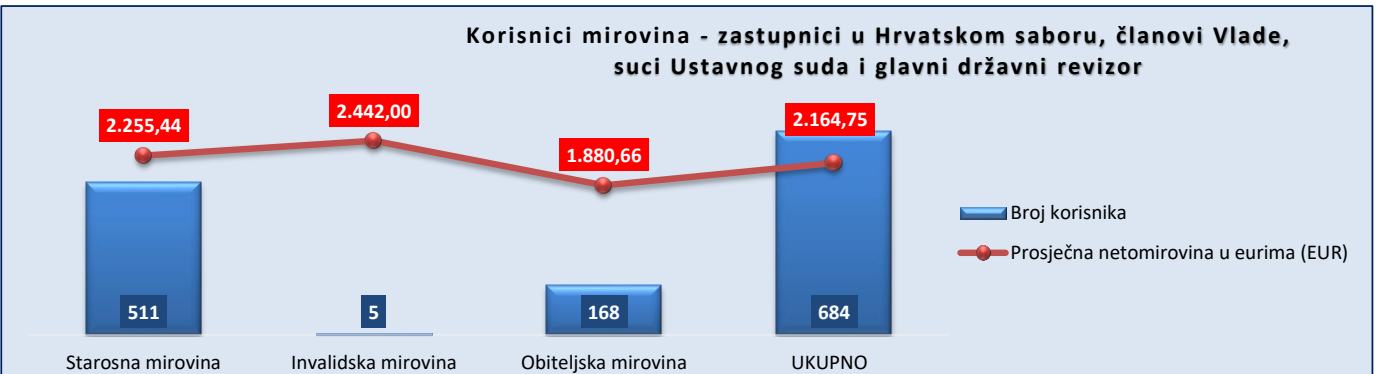 Korisnici mirovina - zastupnici u Hrvatskom saboru, članovi Vlade,
suci Ustavnog suda i glavni državni revizor
2.255,44
2.442,00
1.880,66
2.164,75
511
5
168
684
Starosna mirovina
Invalidska mirovina
Obiteljska mirovina
UKUPNO
Broj korisnika
Prosječna netomirovina u eurima (EUR)